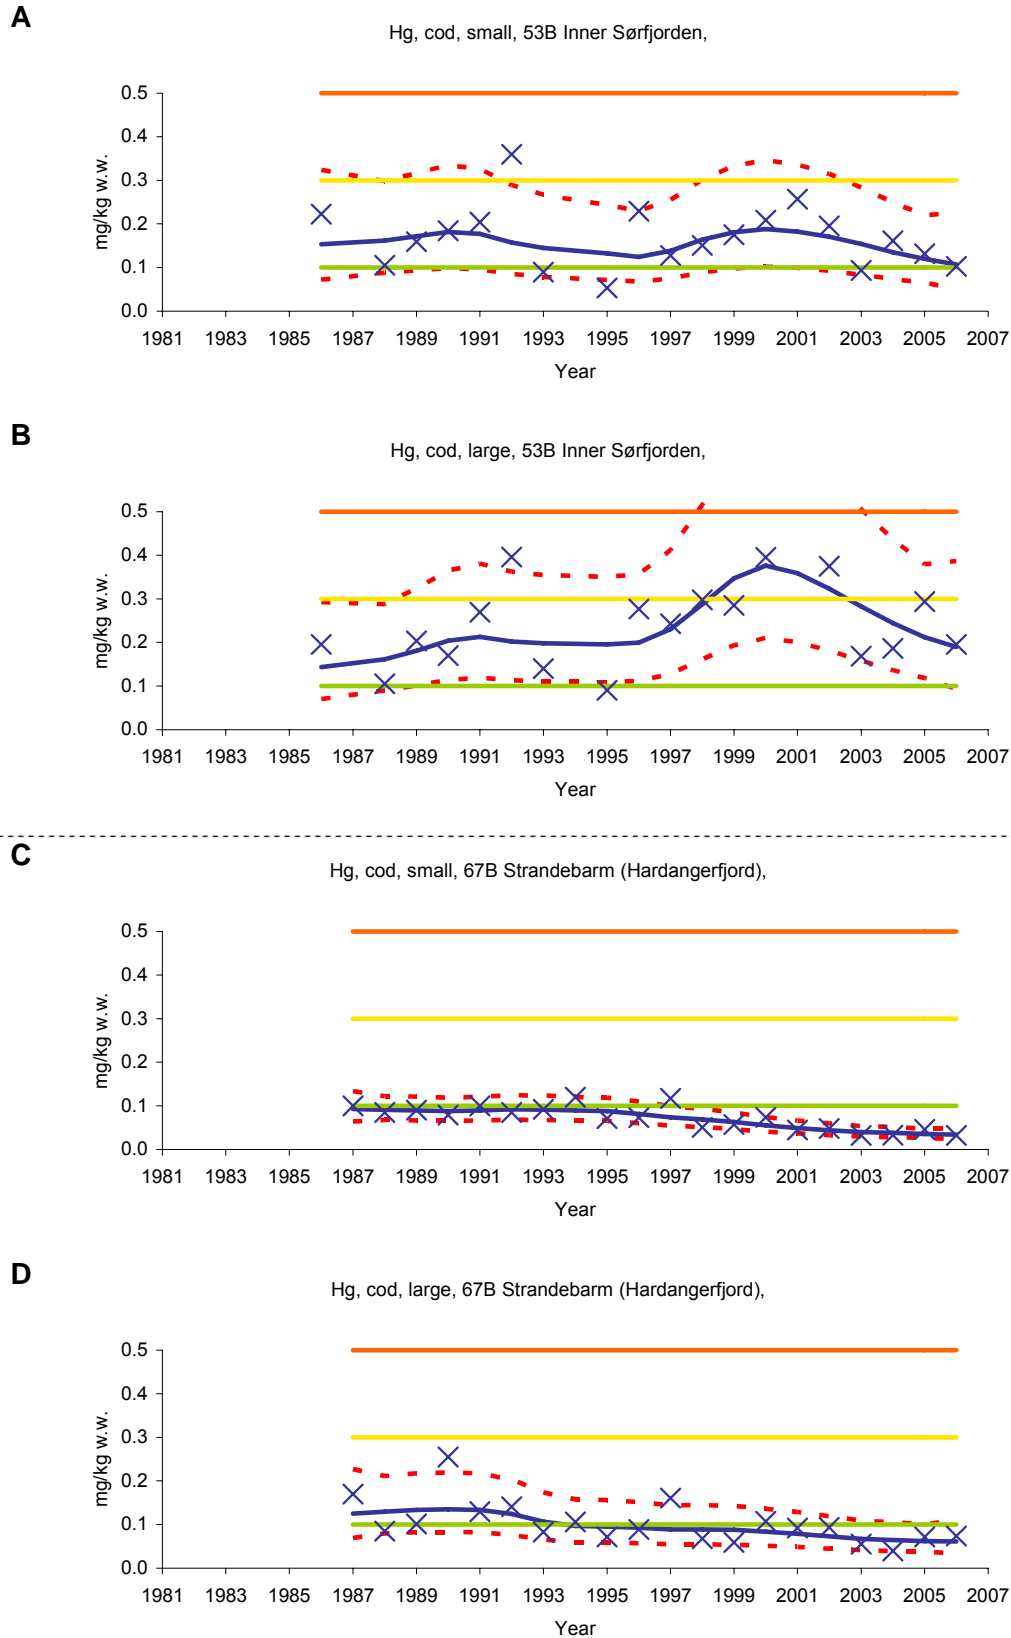 A
Hg, cod, small, 53B Inner Sørfjorden,
mg/kg w.w.
0.5
0.4
0.3
0.2
0.1
0.0
1981 1983 1985 1987 1989 1991 1993 1995 1997 1999 2001 2003 2005 2007
Year
B
Hg, cod, large, 53B Inner Sørfjorden,
mg/kg w.w.
0.5
0.4
0.3
0.2
0.1
0.0
1981 1983 1985 1987 1989 1991 1993 1995 1997 1999 2001 2003 2005 2007
Year
C
Hg, cod, small, 67B Strandebarm (Hardangerfjord),
mg/kg w.w.
0.5
0.4
0.3
0.2
0.1
0.0
1981 1983 1985 1987 1989 1991 1993 1995 1997 1999 2001 2003 2005 2007
Year
D
Hg, cod, large, 67B Strandebarm (Hardangerfjord),
mg/kg w.w.
0.5
0.4
0.3
0.2
0.1
0.0
1981 1983 1985 1987 1989 1991 1993 1995 1997 1999 2001 2003 2005 2007
Year